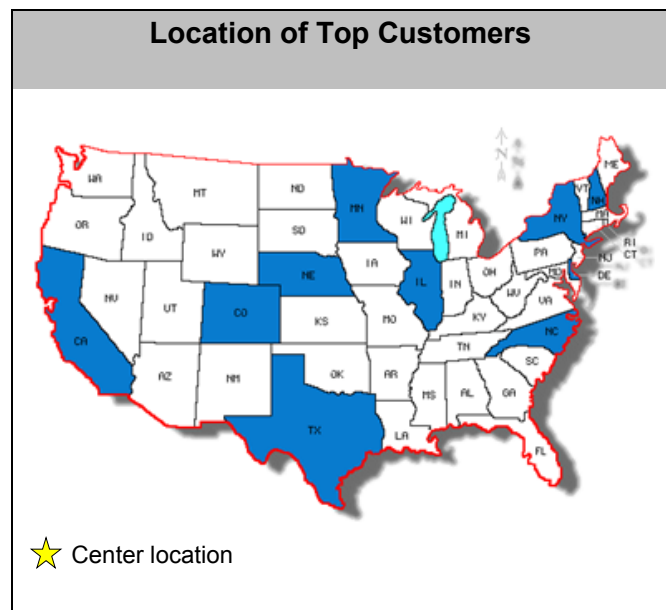 Location of Top Customers
N
WA
MT
ND
MN
ME
VT
NH
OR
ID
SD
WI
MI
NY
MA
WY
RI
CT
IA
PA
NJ
NE
OH
MD
DE
NV
UT
CO
IL
IN
WV
VA
CA
KS
MO
KY
NC
TN
AZ
NM
OK
AR
SC
MS
AL
GA
TX
LA
FL
Center location